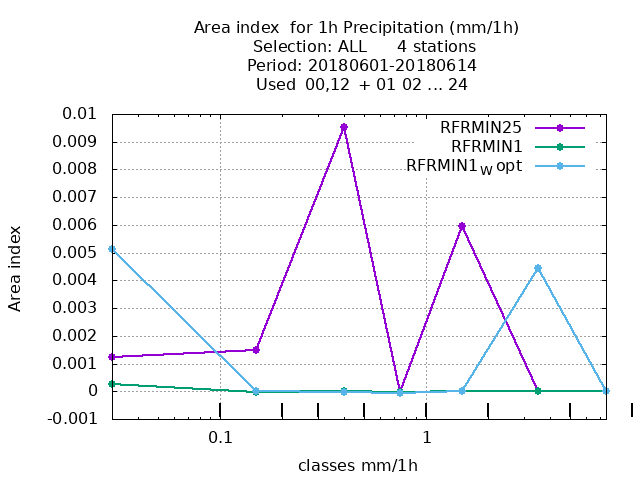 Area index  for 1h Precipitation (mm/1h)
Selection: ALL      4 stations
Period: 20180601-20180614
Used  00,12  + 01 02 ... 24
RFRMIN25
RFRMIN1
RFRMIN1W opt
0.01
0.009
0.008
0.007
0.006
0.005
0.004
0.003
0.002
0.001
0
-0.001
Area index
0.1
1
classes mm/1h